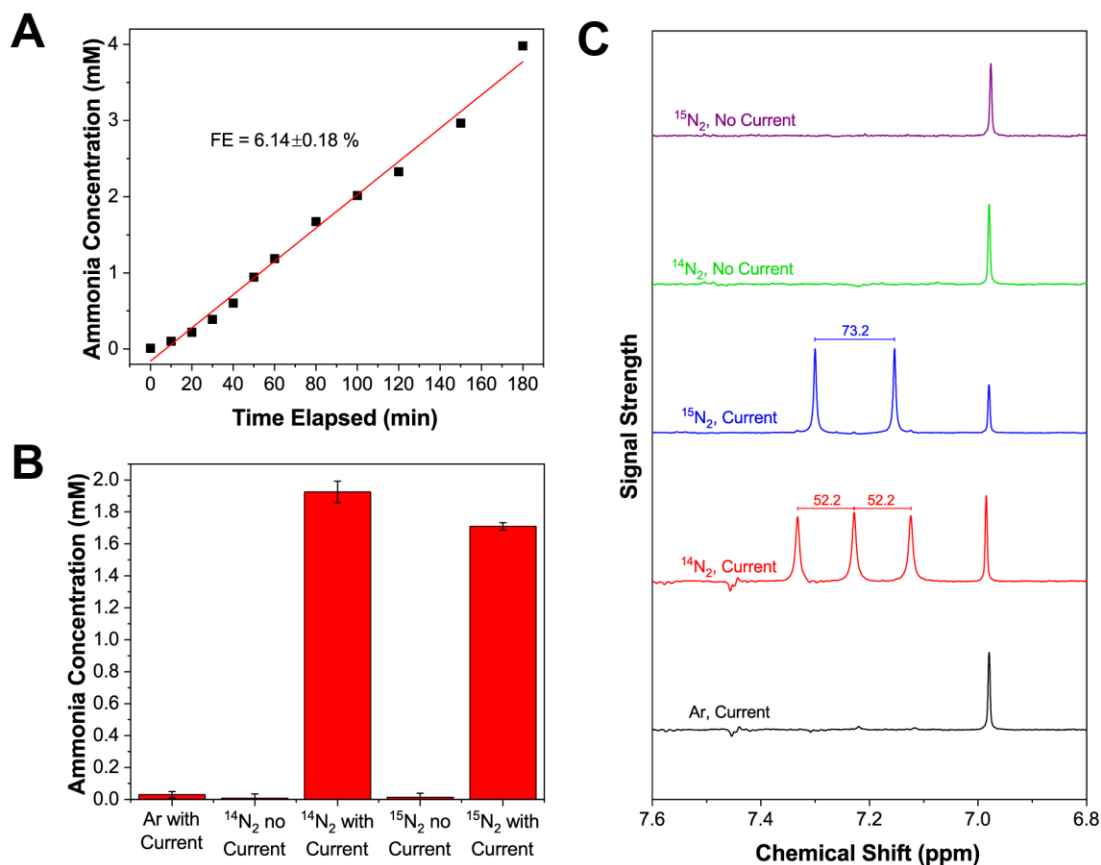 A
Ammonia Concentration (mM)
4
3
2
1
0
FE = 6.14±0.18 %
0 20 40 60 80 100 120 140 160 180
Time Elapsed (min)
B
Ammonia Concentration (mM)
2.0
1.8
1.6
1.4
1.2
1.0
0.8
0.6
0.4
0.2
0.0
Ar with
Current
¹⁴N₂ no
Current
¹⁴N₂ with
Current
¹⁵N₂ no
Current
¹⁵N₂ with
Current
C
Signal Strength
¹⁵N₂, No Current
¹⁴N₂, No Current
73.2
¹⁵N₂, Current
52.2 52.2
¹⁴N₂, Current
Ar, Current
7.6 7.4 7.2 7.0 6.8
Chemical Shift (ppm)